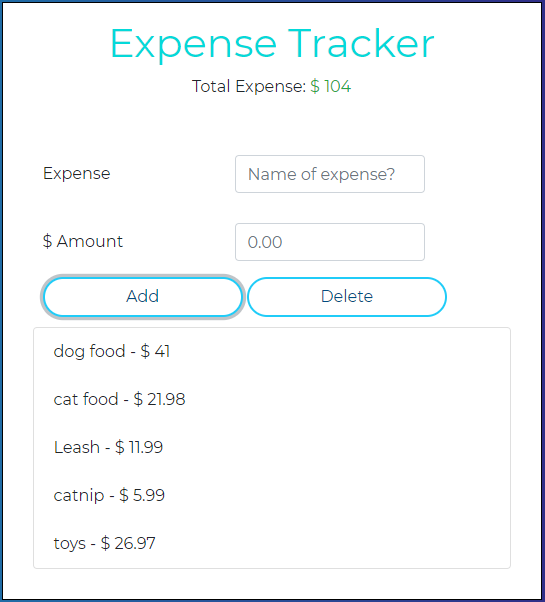 Expense Tracker
Total Expense: $ 104
Expense
Name of expense?
$ Amount
0.00
Add
Delete
dog food - $ 41
cat food - $ 21.98
Leash - $ 11.99
catnip - $ 5.99
toys - $ 26.97